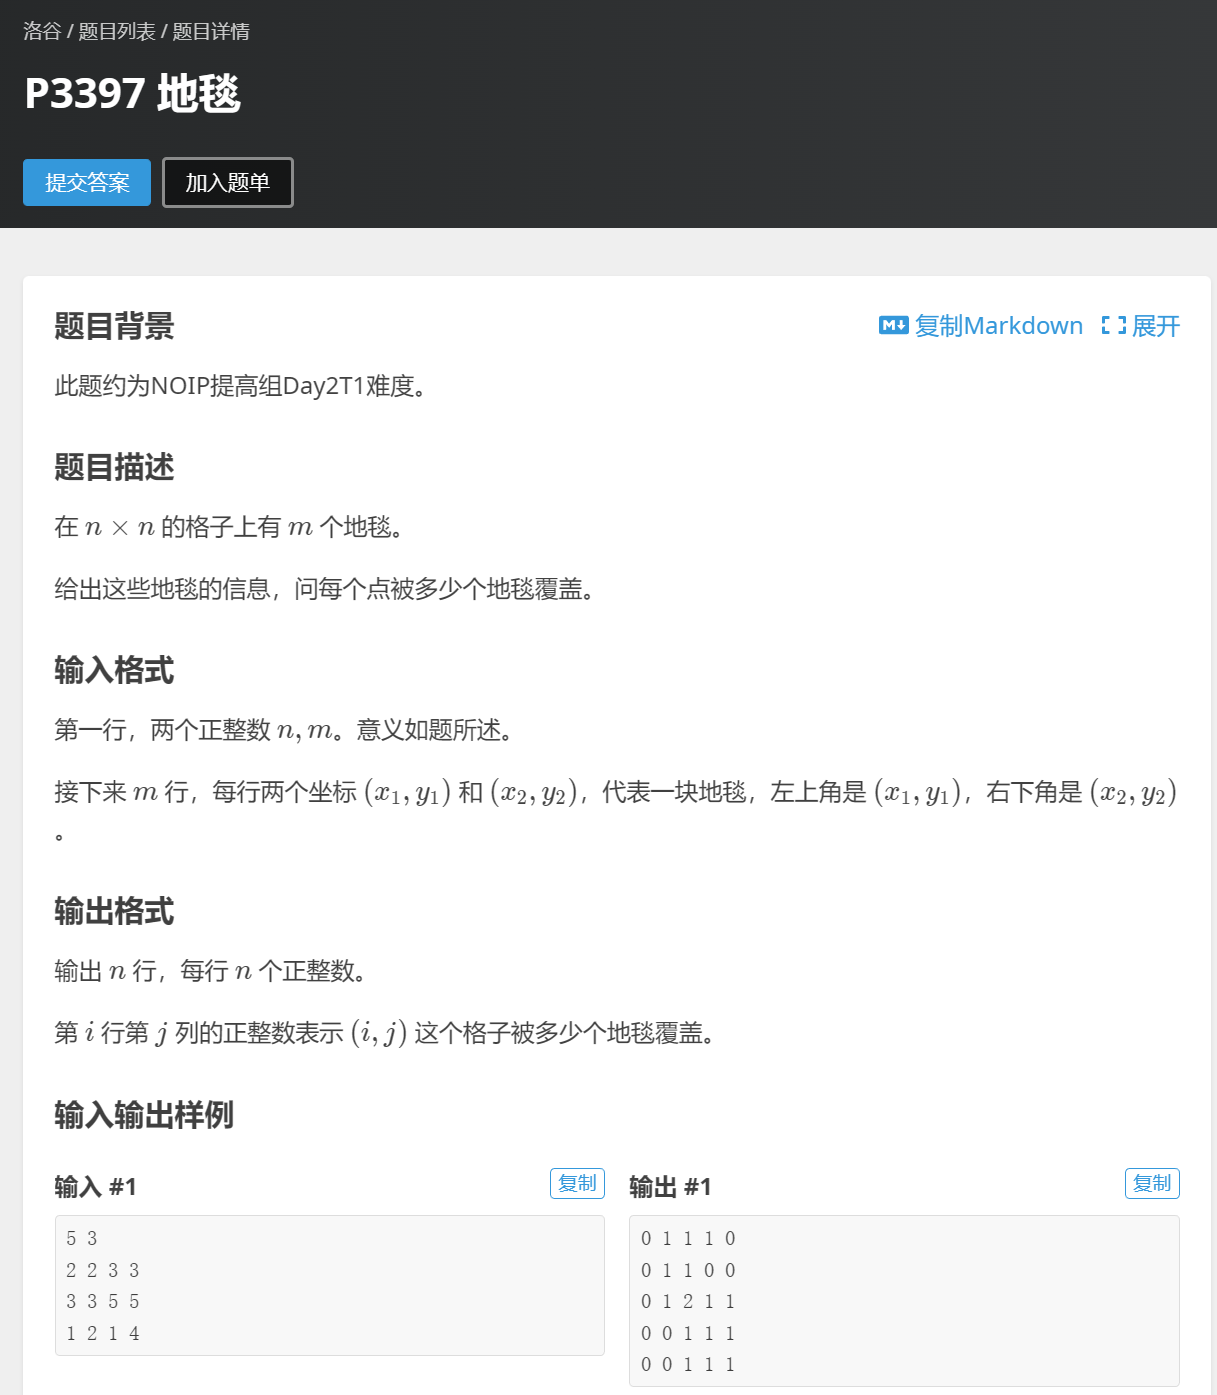 洛谷 / 题目列表 / 题目详情
P3397 地毯
提交答案 加入题单
题目背景 复制Markdown 展开
此题约为NOIP提高组Day2T1难度。
题目描述
在 n × n 的格子上有 m 个地毯。
给出这些地毯的信息，问每个点被多少个地毯覆盖。
输入格式
第一行，两个正整数 n, m。意义如题所述。
接下来 m 行，每行两个坐标 (x₁, y₁) 和 (x₂, y₂)，代表一块地毯，左上角是 (x₁, y₁)，右下角是 (x₂, y₂)
。
输出格式
输出 n 行，每行 n 个正整数。
第 i 行第 j 列的正整数表示 (i, j) 这个格子被多少个地毯覆盖。
输入输出样例
输入 #1 复制
5 3
2 2 3 3
3 3 5 5
1 2 1 4
输出 #1 复制
0 1 1 1 0
0 1 1 0 0
0 1 2 1 1
0 0 1 1 1
0 0 1 1 1